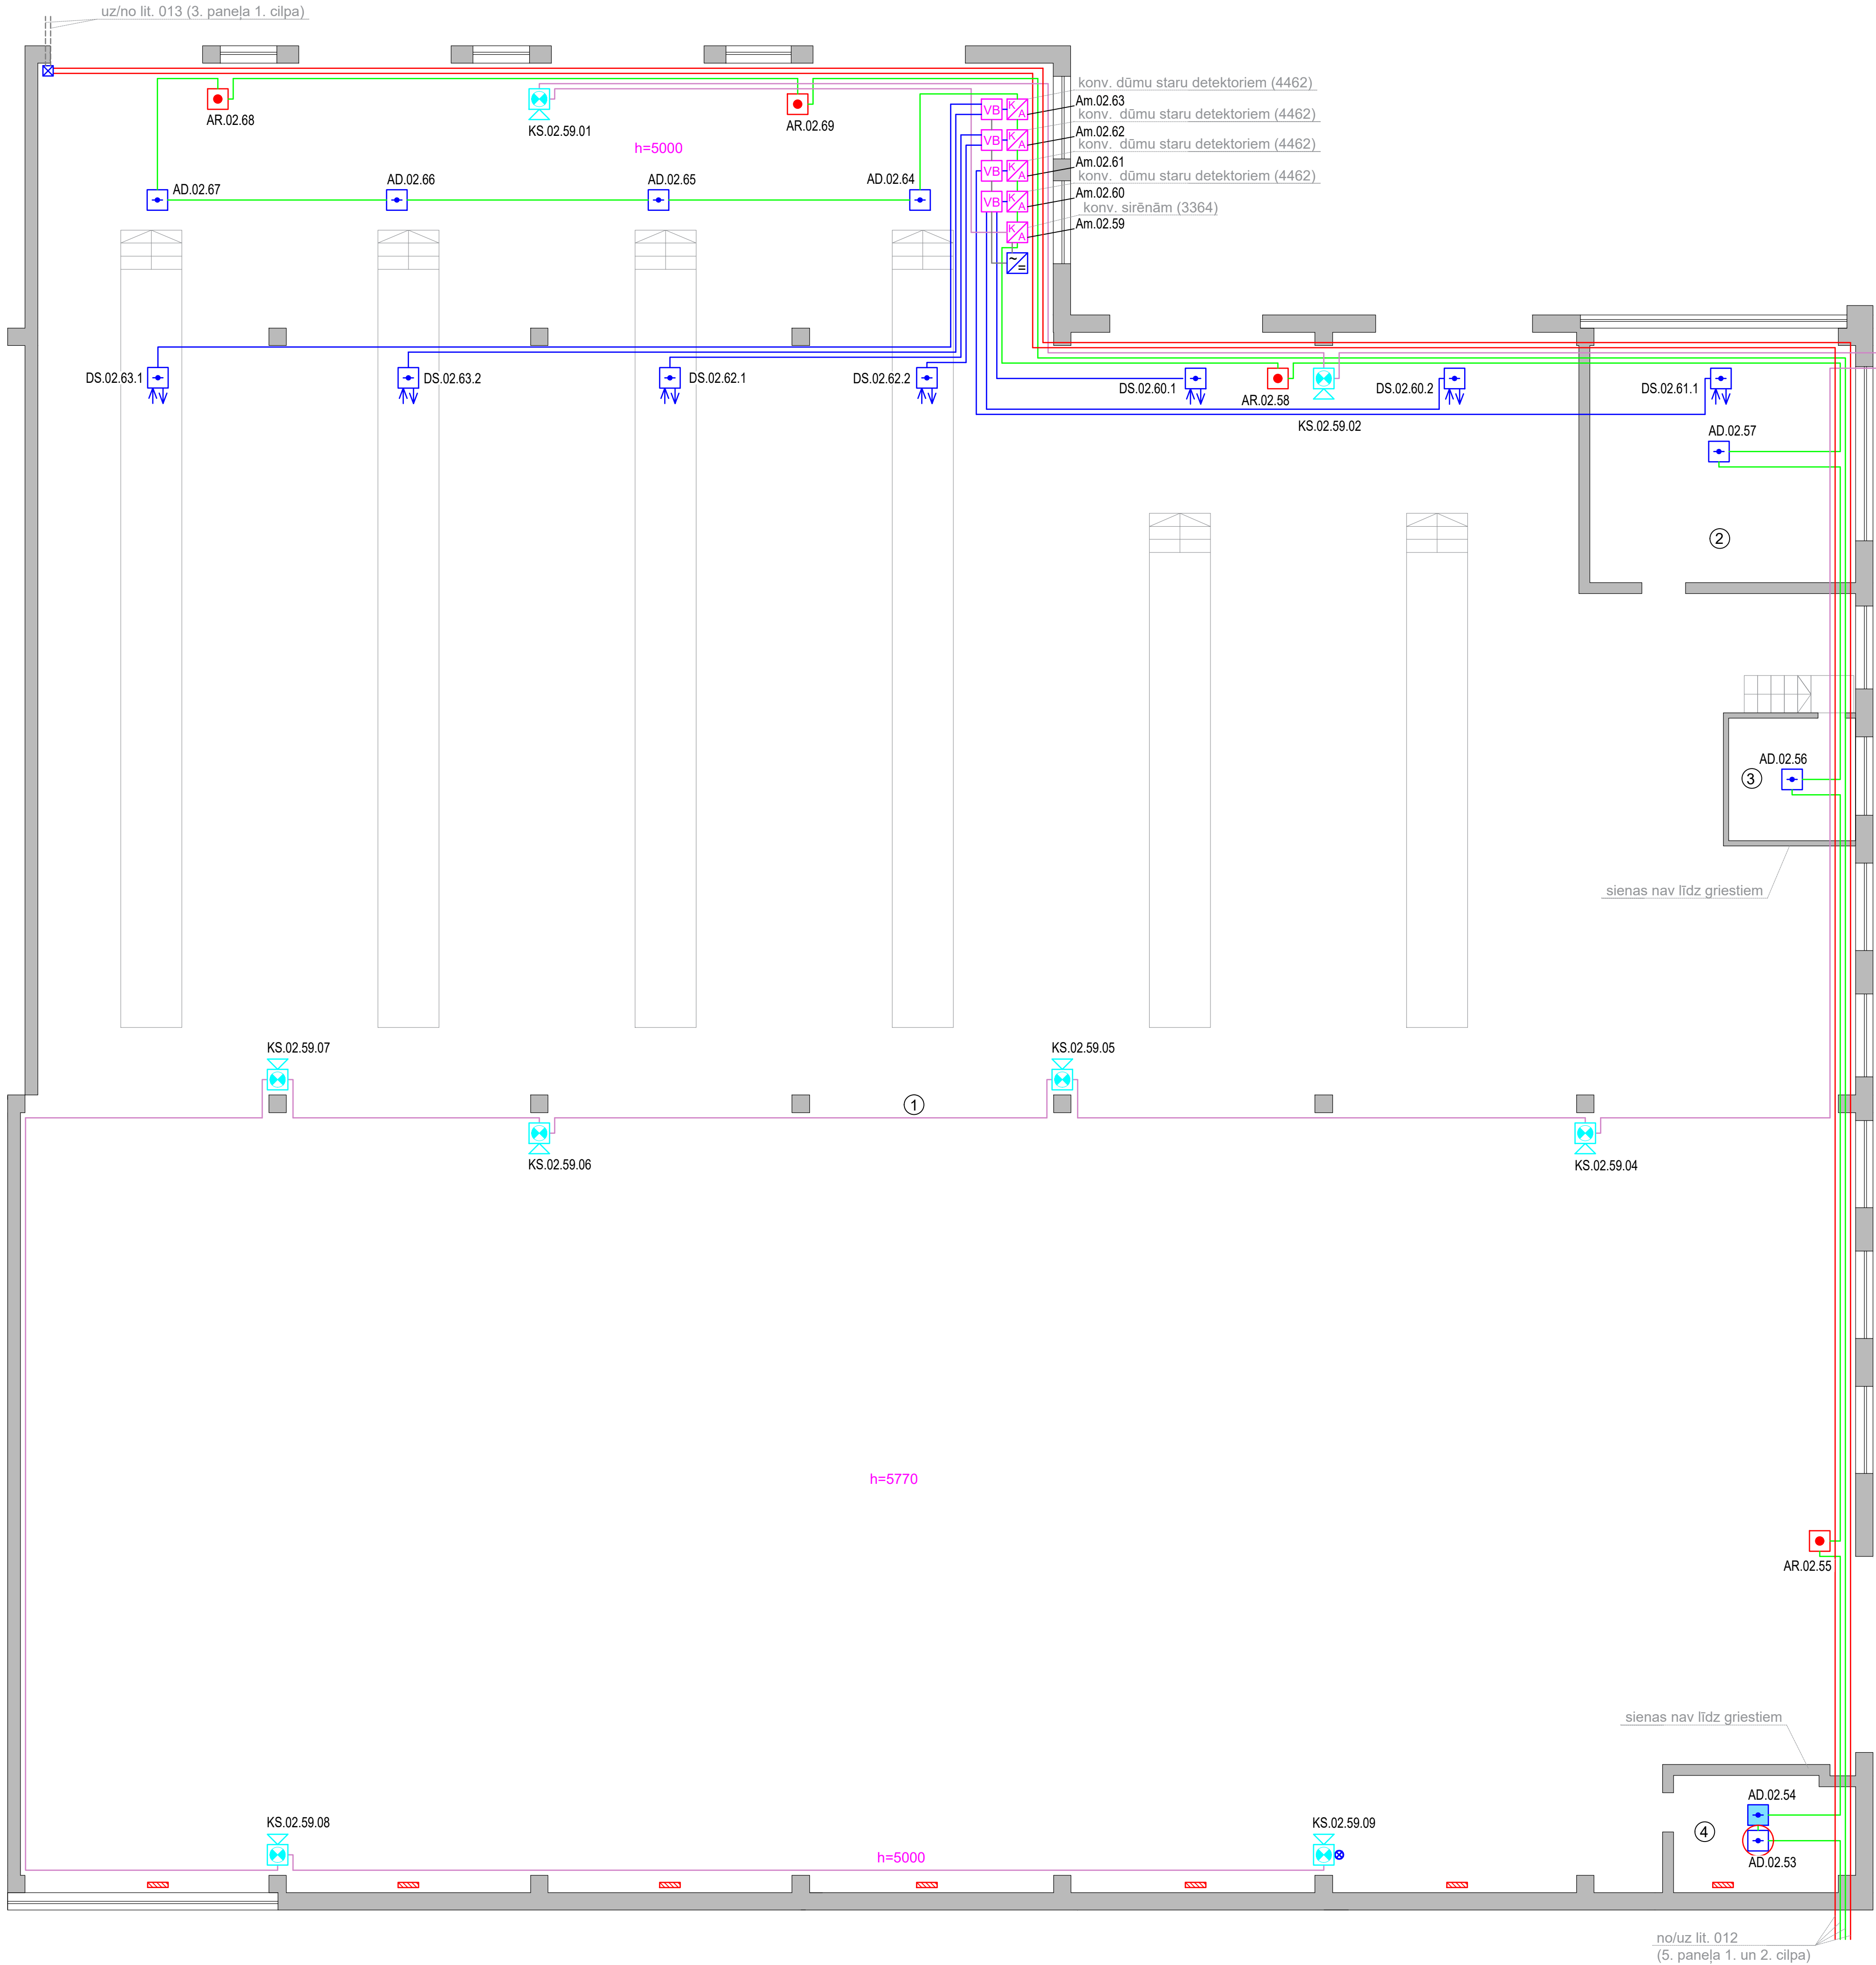 uz/no lit. 013 (3. paneļa 1. cilpa)
konv. dūmu staru detektoriem (4462)
Am.02.63
konv. dūmu staru detektoriem (4462)
Am.02.62
konv. dūmu staru detektoriem (4462)
Am.02.61
konv. dūmu staru detektoriem (4462)
Am.02.60
konv. sirēnām (3364)
Am.02.59
VB K A
VB K A
VB K A
VB K A
K A
~ =
AR.02.68
KS.02.59.01
AR.02.69
h=5000
AD.02.67
AD.02.66
AD.02.65
AD.02.64
DS.02.63.1
DS.02.63.2
DS.02.62.1
DS.02.62.2
DS.02.60.1
AR.02.58
KS.02.59.02
DS.02.60.2
DS.02.61.1
AD.02.57
2
AD.02.56
3
sienas nav līdz griestiem
KS.02.59.07
KS.02.59.05
1
KS.02.59.06
KS.02.59.04
h=5770
AR.02.55
sienas nav līdz griestiem
AD.02.54
4
AD.02.53
KS.02.59.08
KS.02.59.09
h=5000
no/uz lit. 012
(5. paneļa 1. un 2. cilpa)